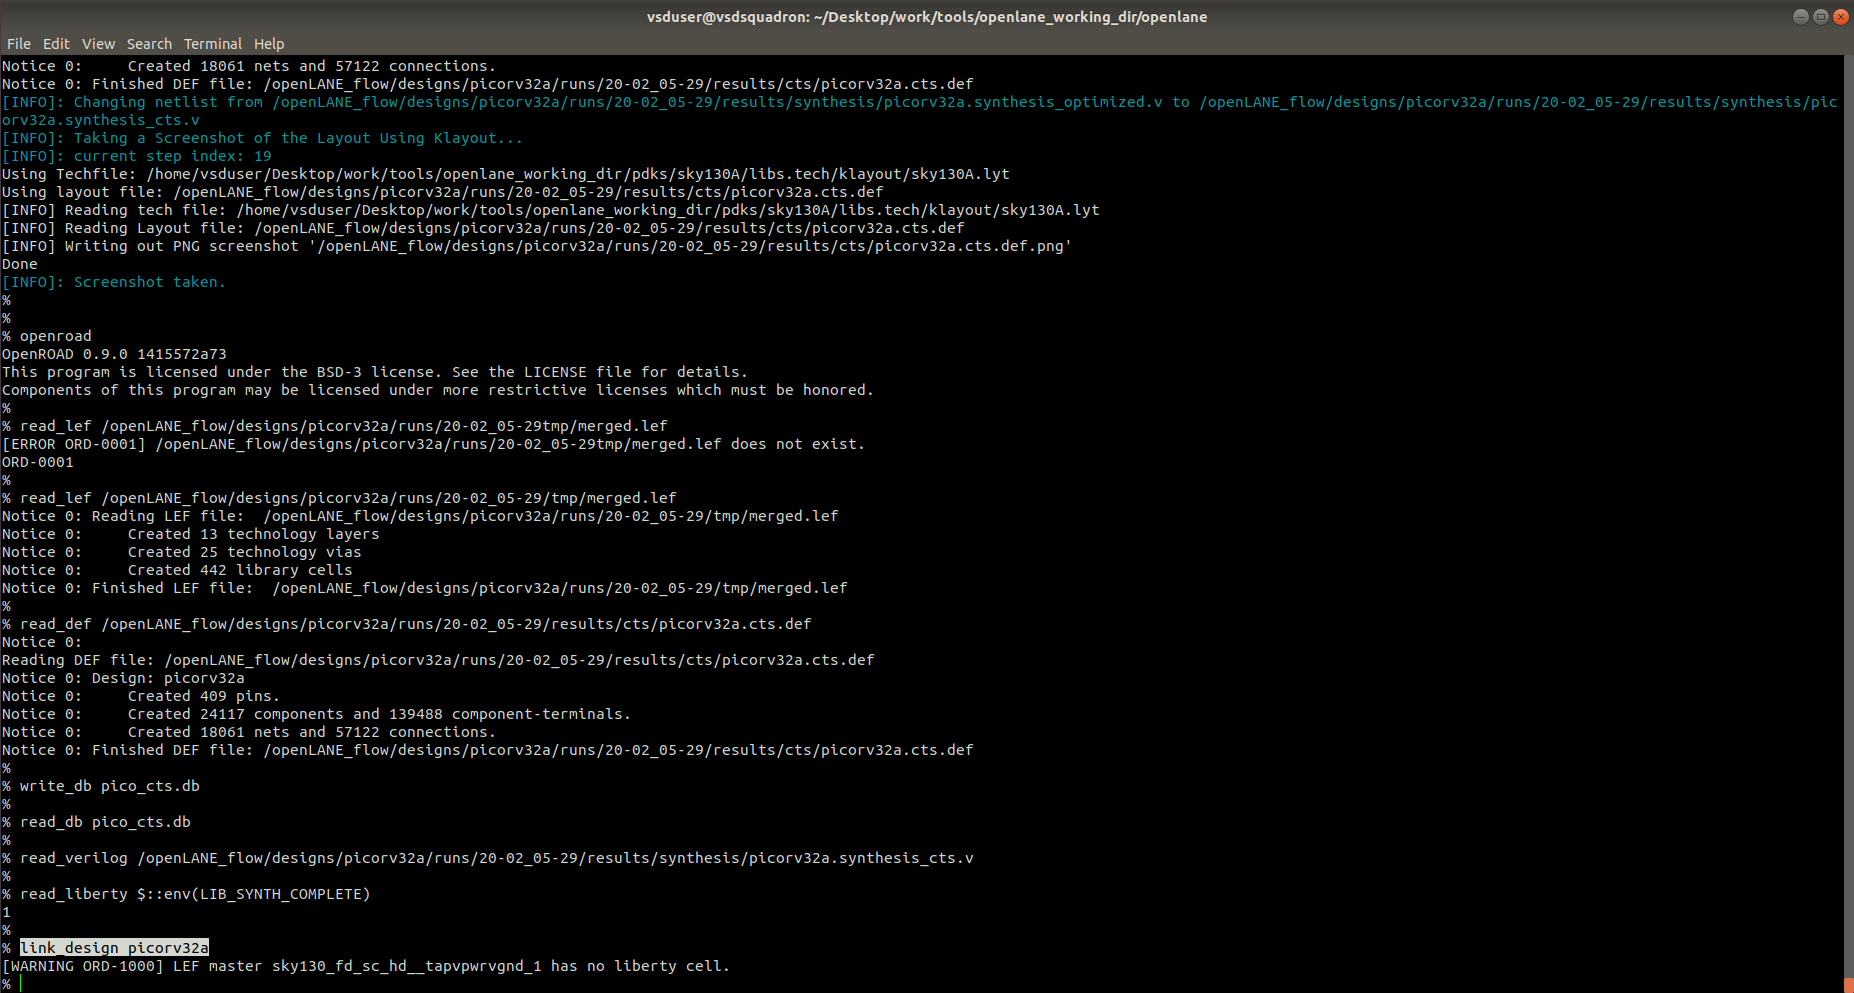 vsduser@vsdsquadron: ~/Desktop/work/tools/openlane_working_dir/openlane
File Edit View Search Terminal Help
Notice 0:     Created 18061 nets and 57122 connections.
Notice 0: Finished DEF file: /openLANE_flow/designs/picorv32a/runs/20-02_05-29/results/cts/picorv32a.cts.def
[INFO]: Changing netlist from /openLANE_flow/designs/picorv32a/runs/20-02_05-29/results/synthesis/picorv32a.synthesis_optimized.v to /openLANE_flow/designs/picorv32a/runs/20-02_05-29/results/synthesis/pic
orv32a.synthesis_cts.v
[INFO]: Taking a Screenshot of the Layout Using Klayout...
[INFO]: current step index: 19
Using Techfile: /home/vsduser/Desktop/work/tools/openlane_working_dir/pdks/sky130A/libs.tech/klayout/sky130A.lyt
Using layout file: /openLANE_flow/designs/picorv32a/runs/20-02_05-29/results/cts/picorv32a.cts.def
[INFO] Reading tech file: /home/vsduser/Desktop/work/tools/openlane_working_dir/pdks/sky130A/libs.tech/klayout/sky130A.lyt
[INFO] Reading Layout file: /openLANE_flow/designs/picorv32a/runs/20-02_05-29/results/cts/picorv32a.cts.def
[INFO] Writing out PNG screenshot '/openLANE_flow/designs/picorv32a/runs/20-02_05-29/results/cts/picorv32a.cts.def.png'
Done
[INFO]: Screenshot taken.
%
%
% openroad
OpenROAD 0.9.0 1415572a73
This program is licensed under the BSD-3 license. See the LICENSE file for details.
Components of this program may be licensed under more restrictive licenses which must be honored.
%
% read_lef /openLANE_flow/designs/picorv32a/runs/20-02_05-29tmp/merged.lef
[ERROR ORD-0001] /openLANE_flow/designs/picorv32a/runs/20-02_05-29tmp/merged.lef does not exist.
ORD-0001
%
% read_lef /openLANE_flow/designs/picorv32a/runs/20-02_05-29/tmp/merged.lef
Notice 0: Reading LEF file:  /openLANE_flow/designs/picorv32a/runs/20-02_05-29/tmp/merged.lef
Notice 0:     Created 13 technology layers
Notice 0:     Created 25 technology vias
Notice 0:     Created 442 library cells
Notice 0: Finished LEF file:  /openLANE_flow/designs/picorv32a/runs/20-02_05-29/tmp/merged.lef
%
% read_def /openLANE_flow/designs/picorv32a/runs/20-02_05-29/results/cts/picorv32a.cts.def
Notice 0:
Reading DEF file: /openLANE_flow/designs/picorv32a/runs/20-02_05-29/results/cts/picorv32a.cts.def
Notice 0: Design: picorv32a
Notice 0:     Created 409 pins.
Notice 0:     Created 24117 components and 139488 component-terminals.
Notice 0:     Created 18061 nets and 57122 connections.
Notice 0: Finished DEF file: /openLANE_flow/designs/picorv32a/runs/20-02_05-29/results/cts/picorv32a.cts.def
%
% write_db pico_cts.db
%
% read_db pico_cts.db
%
% read_verilog /openLANE_flow/designs/picorv32a/runs/20-02_05-29/results/synthesis/picorv32a.synthesis_cts.v
%
% read_liberty $::env(LIB_SYNTH_COMPLETE)
1
%
% link_design picorv32a
[WARNING ORD-1000] LEF master sky130_fd_sc_hd__tapvpwrvgnd_1 has no liberty cell.
%